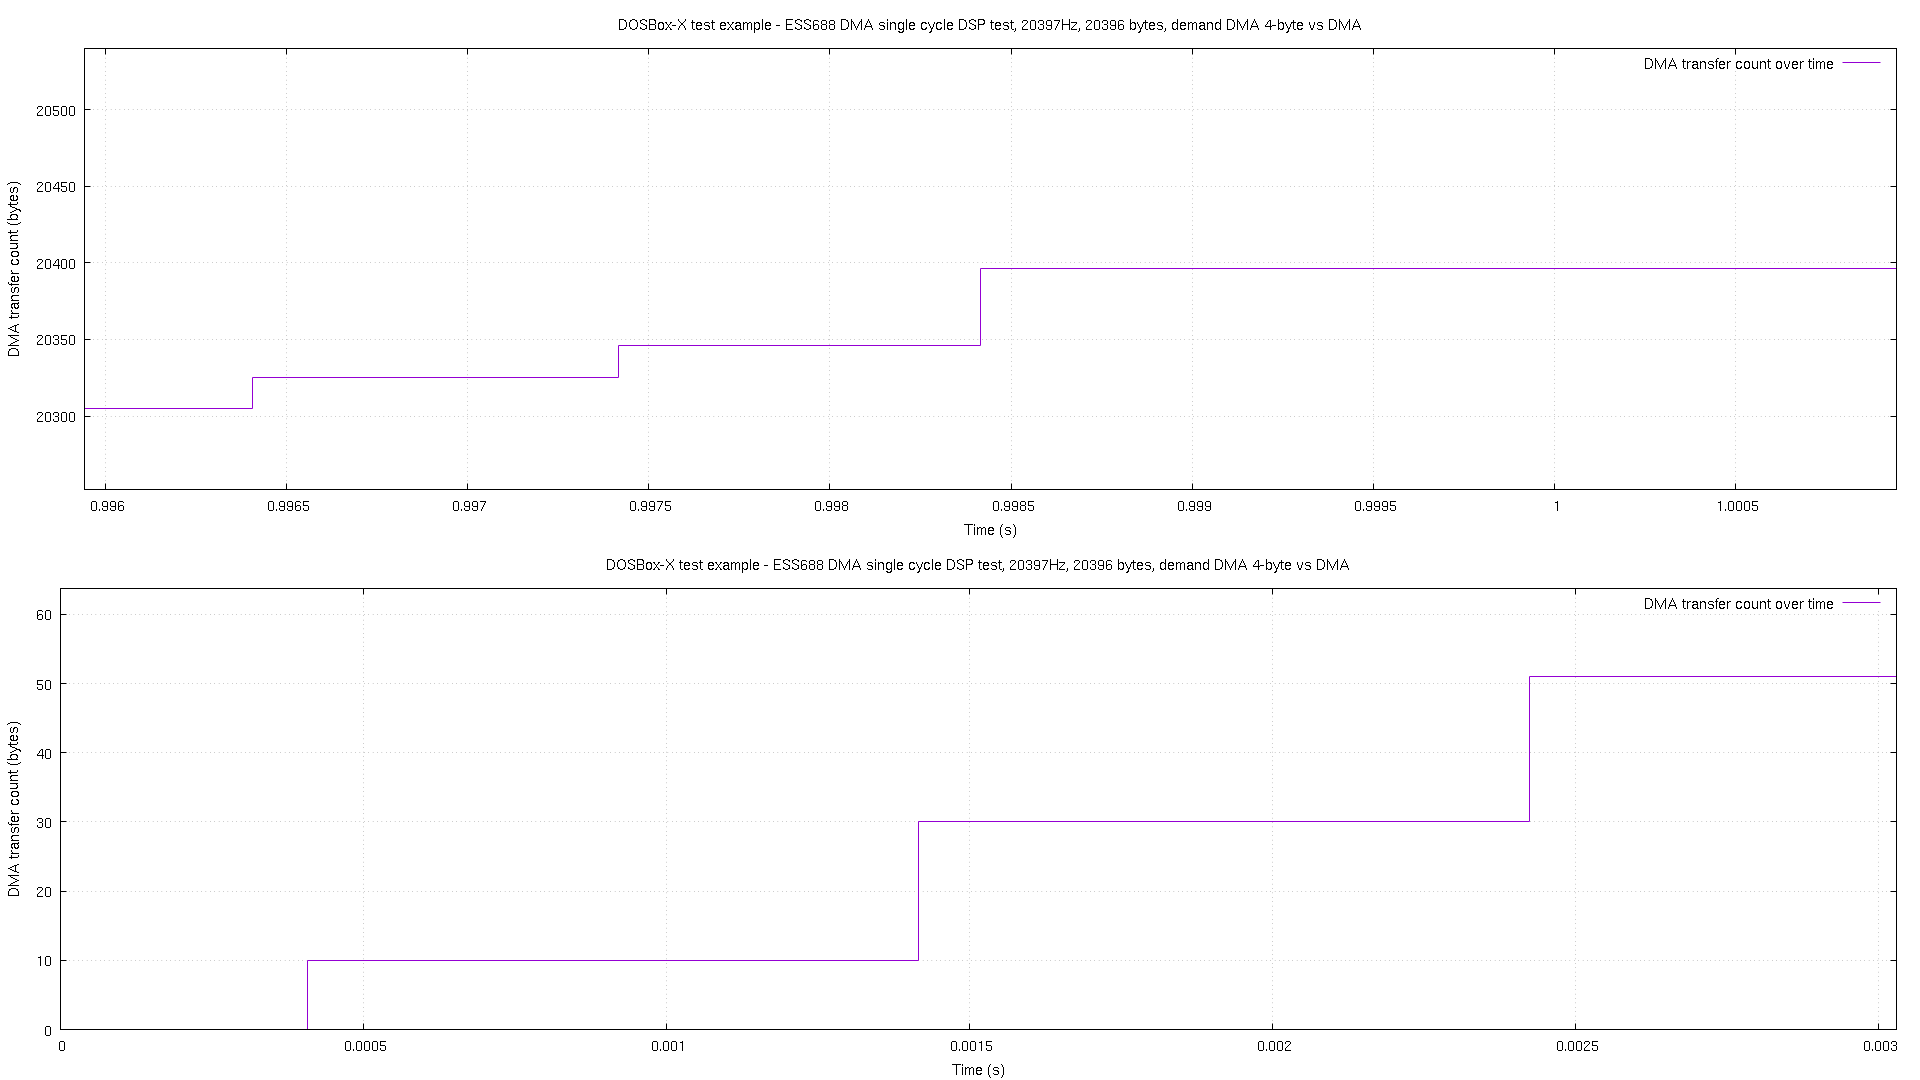 DOSBox-X test example - ESS688 DMA single cycle DSP test, 20397Hz, 20396 bytes, demand DMA 4-byte vs DMA
DMA transfer count over time
20500
20450
20400
20350
20300
DMA transfer count (bytes)
0.996 0.9965 0.997 0.9975 0.998 0.9985 0.999 0.9995 1 1.0005
Time (s)
DOSBox-X test example - ESS688 DMA single cycle DSP test, 20397Hz, 20396 bytes, demand DMA 4-byte vs DMA
DMA transfer count over time
60
50
40
30
20
10
0
DMA transfer count (bytes)
0 0.0005 0.001 0.0015 0.002 0.0025 0.003
Time (s)